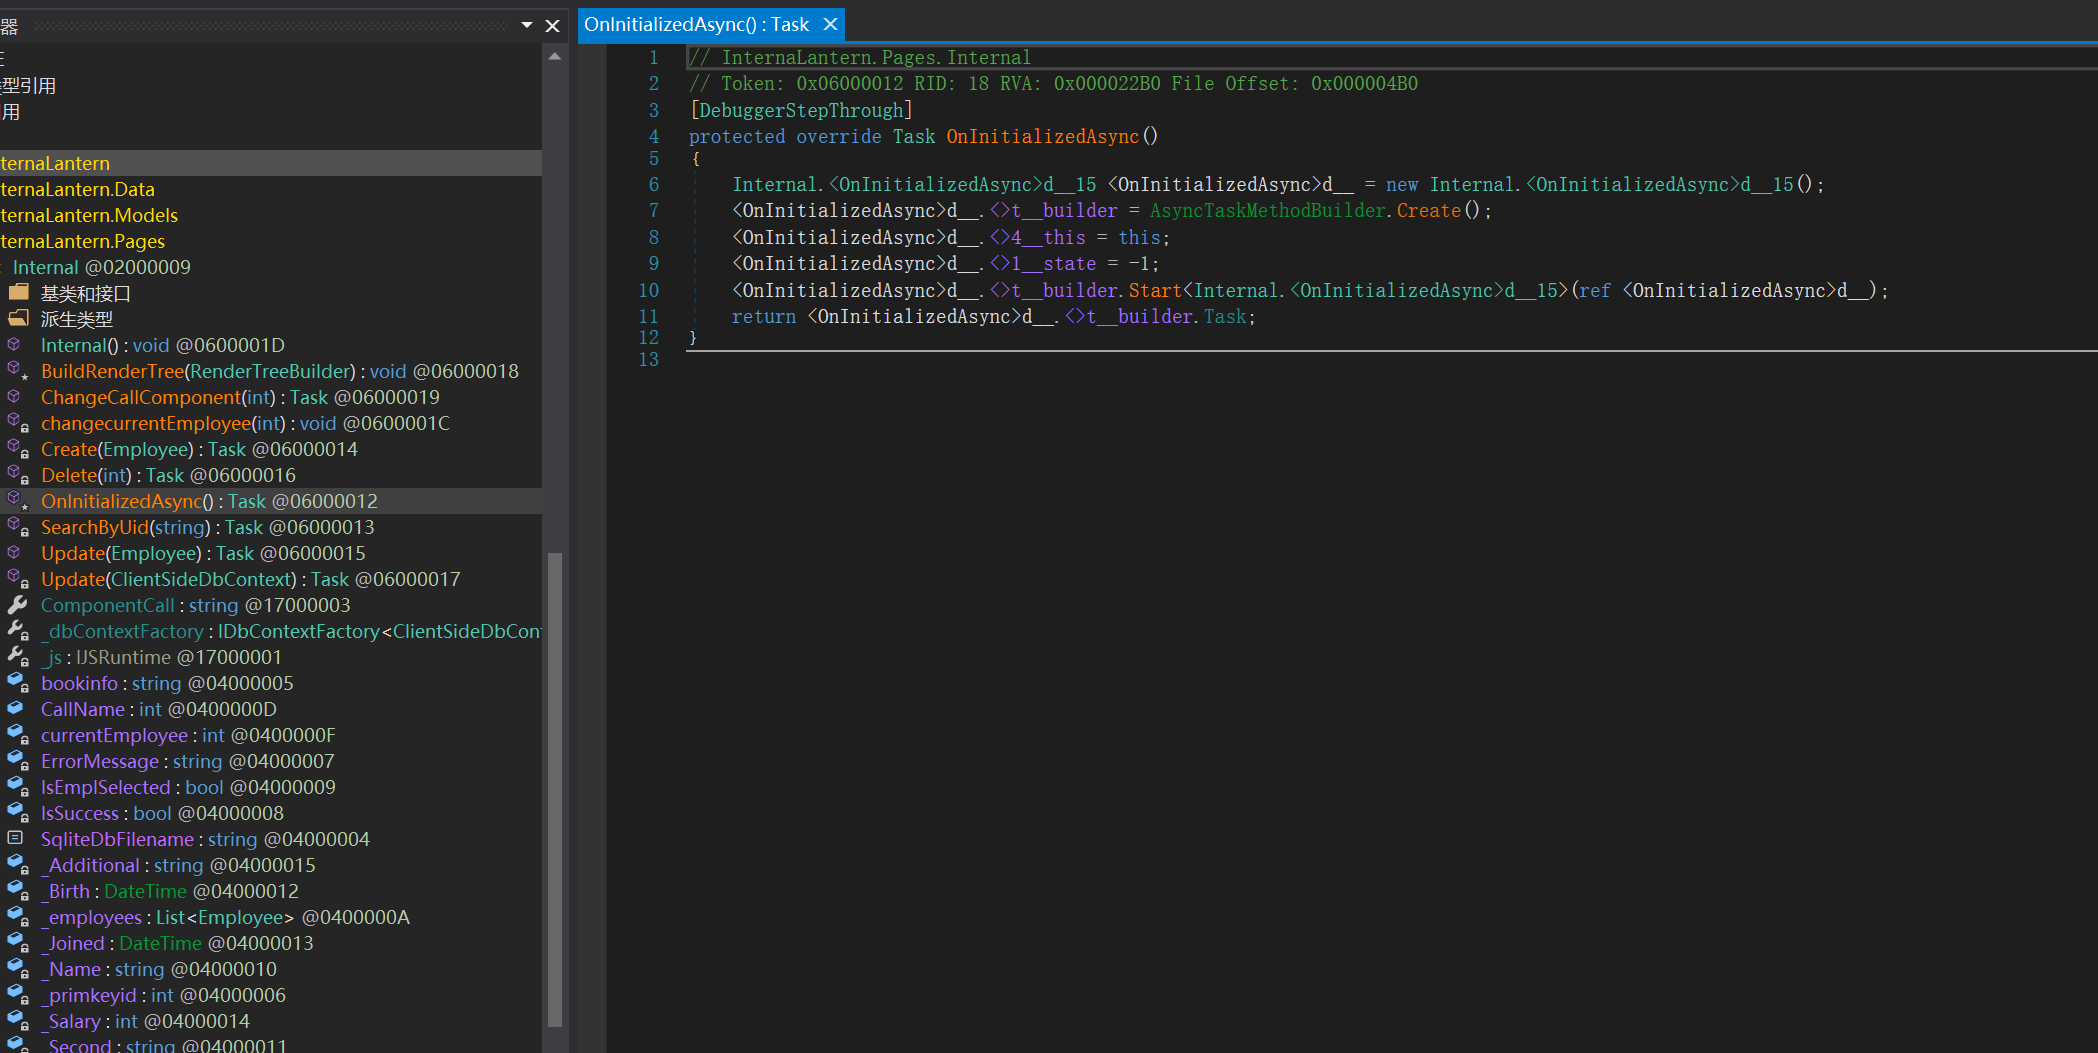 器
型引用
用
ternaLantern
ternaLantern.Data
ternaLantern.Models
ternaLantern.Pages
Internal @02000009
基类和接口
派生类型
Internal() : void @0600001D
BuildRenderTree(RenderTreeBuilder) : void @06000018
ChangeCallComponent(int) : Task @06000019
changecurrentEmployee(int) : void @0600001C
Create(Employee) : Task @06000014
Delete(int) : Task @06000016
OnInitializedAsync() : Task @06000012
SearchByUid(string) : Task @06000013
Update(Employee) : Task @06000015
Update(ClientSideDbContext) : Task @06000017
ComponentCall : string @17000003
_dbContextFactory : IDbContextFactory<ClientSideDbCont
_js : IJSRuntime @17000001
bookinfo : string @04000005
CallName : int @0400000D
currentEmployee : int @0400000F
ErrorMessage : string @04000007
IsEmplSelected : bool @04000009
IsSuccess : bool @04000008
SqliteDbFilename : string @04000004
_Additional : string @04000015
_Birth : DateTime @04000012
_employees : List<Employee> @0400000A
_Joined : DateTime @04000013
_Name : string @04000010
_primkeyid : int @04000006
_Salary : int @04000014
_Second : string @04000011
OnInitializedAsync() : Task
1 // InternaLantern.Pages.Internal
2 // Token: 0x06000012 RID: 18 RVA: 0x000022B0 File Offset: 0x000004B0
3 [DebuggerStepThrough]
4 protected override Task OnInitializedAsync()
5 {
6 Internal.<OnInitializedAsync>d__15 <OnInitializedAsync>d__ = new Internal.<OnInitializedAsync>d__15();
7 <OnInitializedAsync>d__.<>t__builder = AsyncTaskMethodBuilder.Create();
8 <OnInitializedAsync>d__.<>4__this = this;
9 <OnInitializedAsync>d__.<>1__state = -1;
10 <OnInitializedAsync>d__.<>t__builder.Start<Internal.<OnInitializedAsync>d__15>(ref <OnInitializedAsync>d__);
11 return <OnInitializedAsync>d__.<>t__builder.Task;
12 }
13